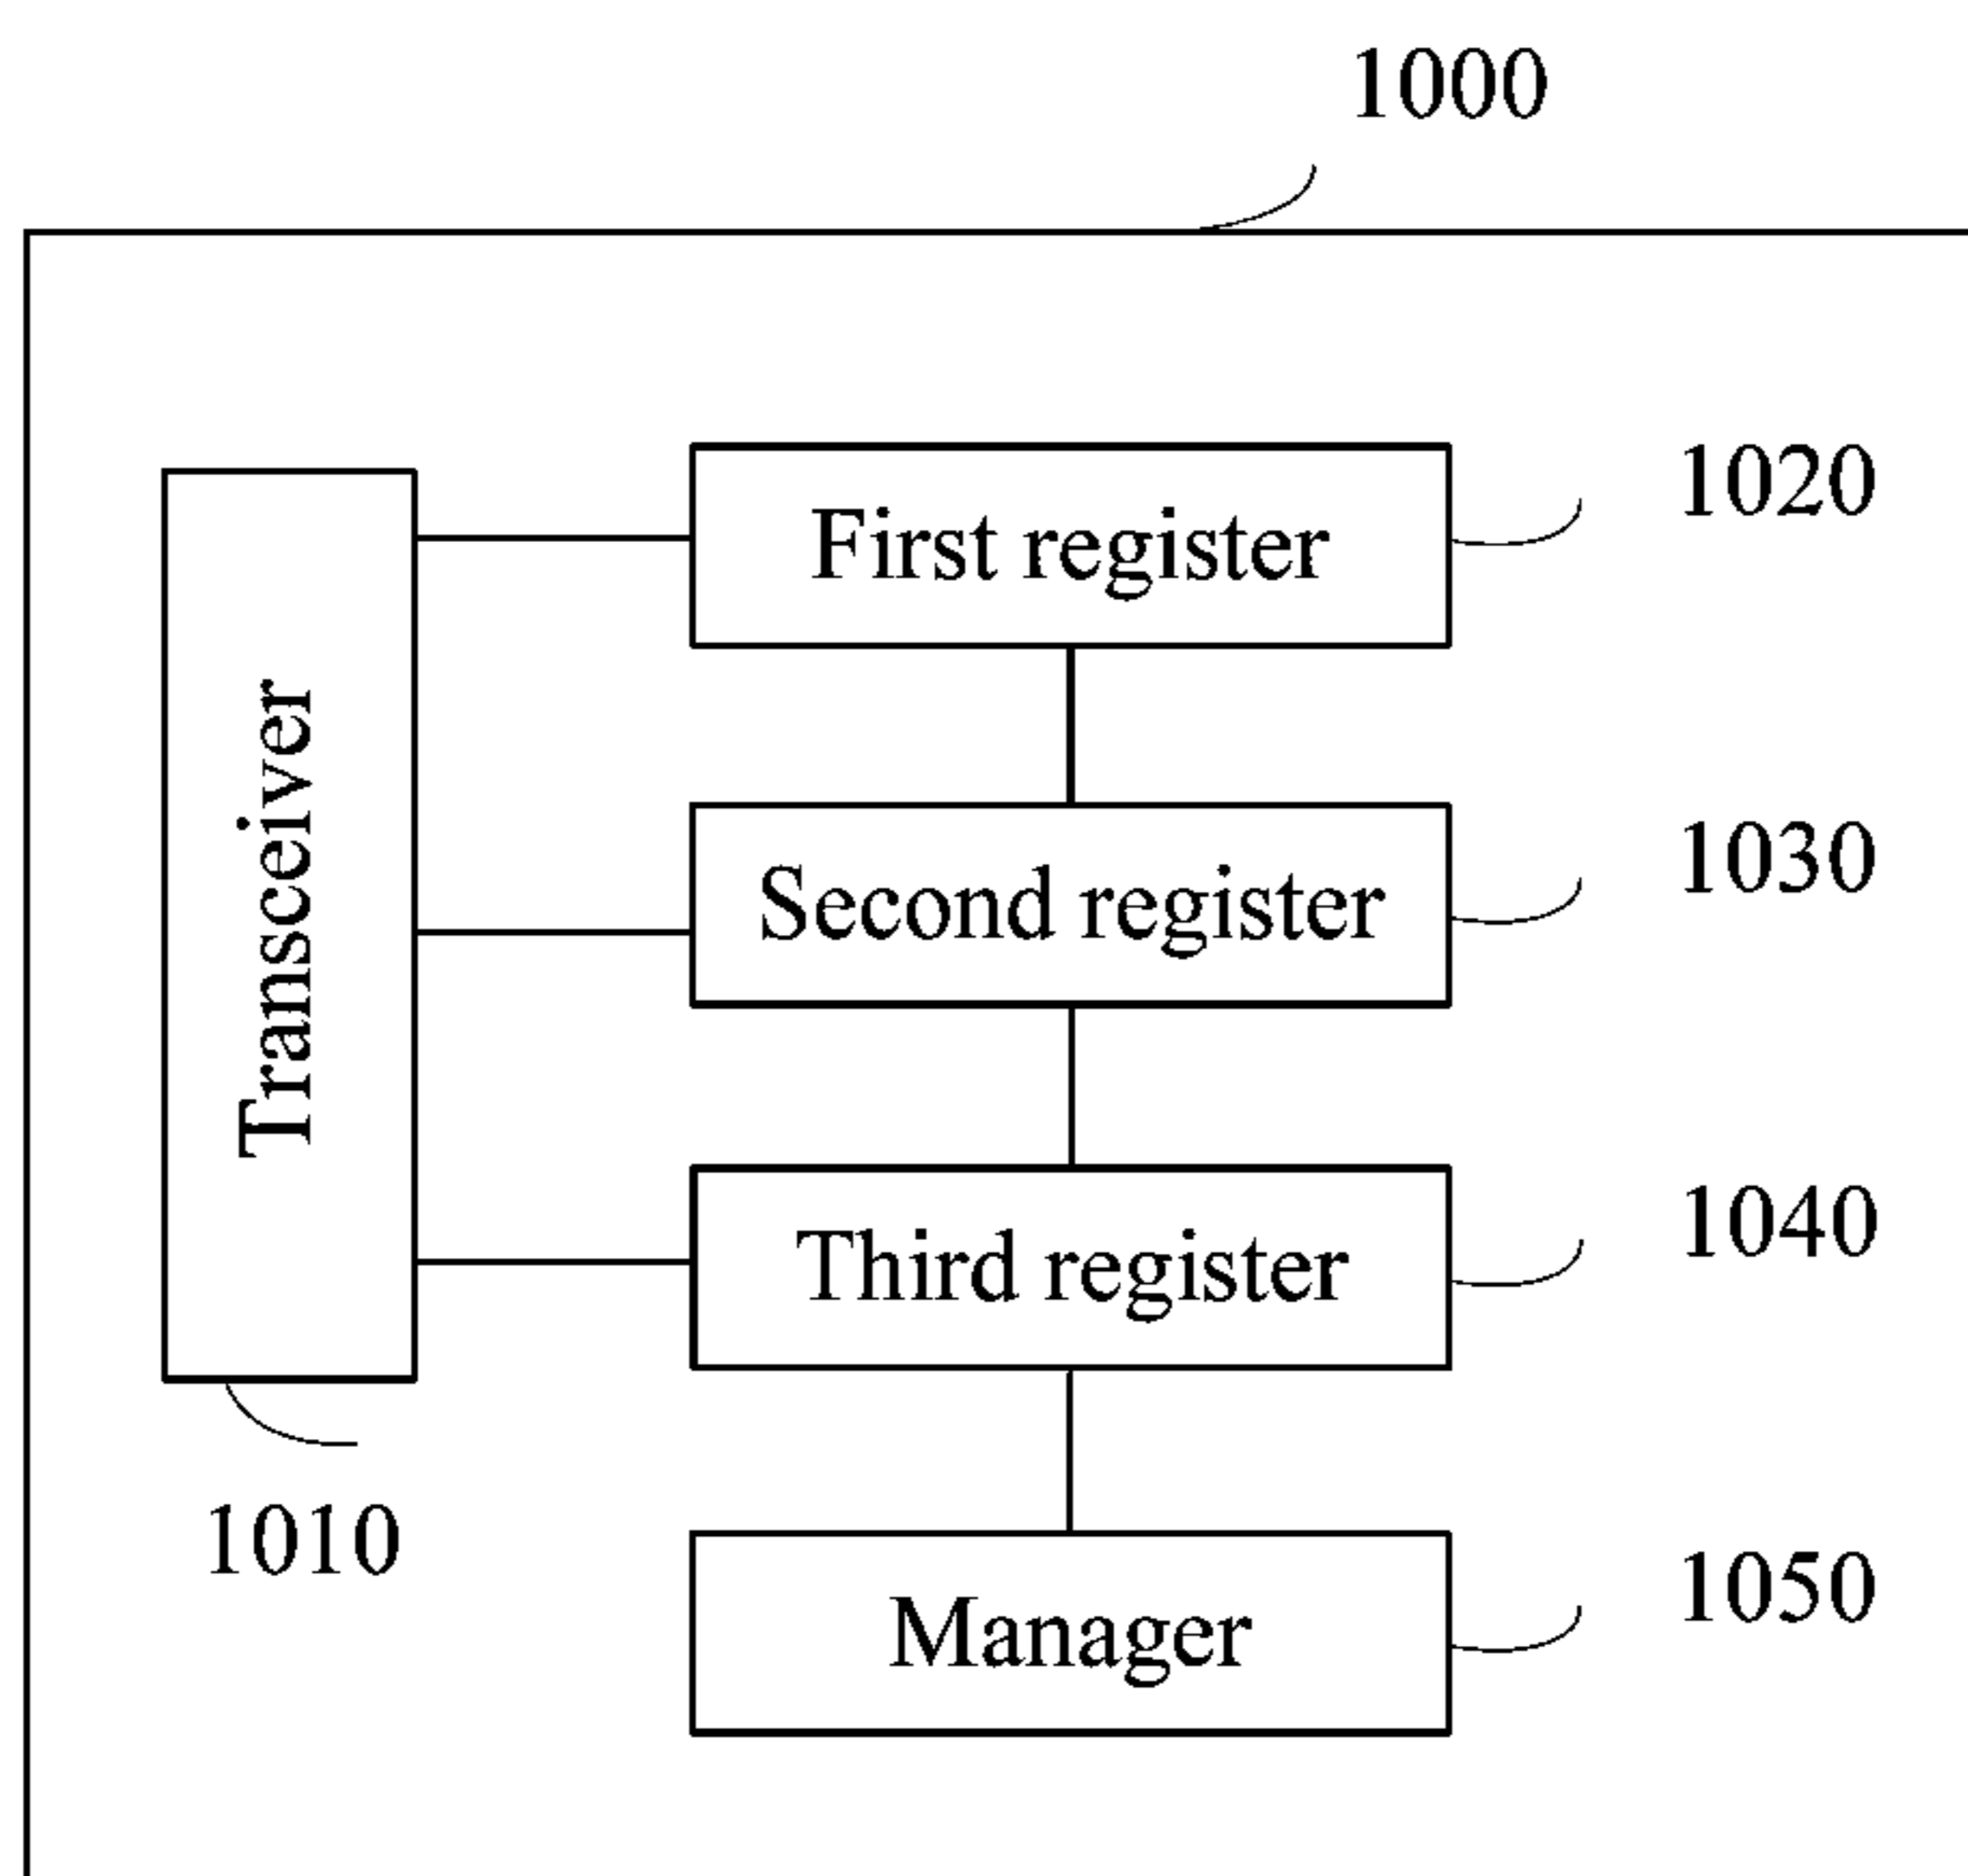 1000
First register
1020
Second register
1030
Third register
1040
Manager
1050
Transceiver
1010